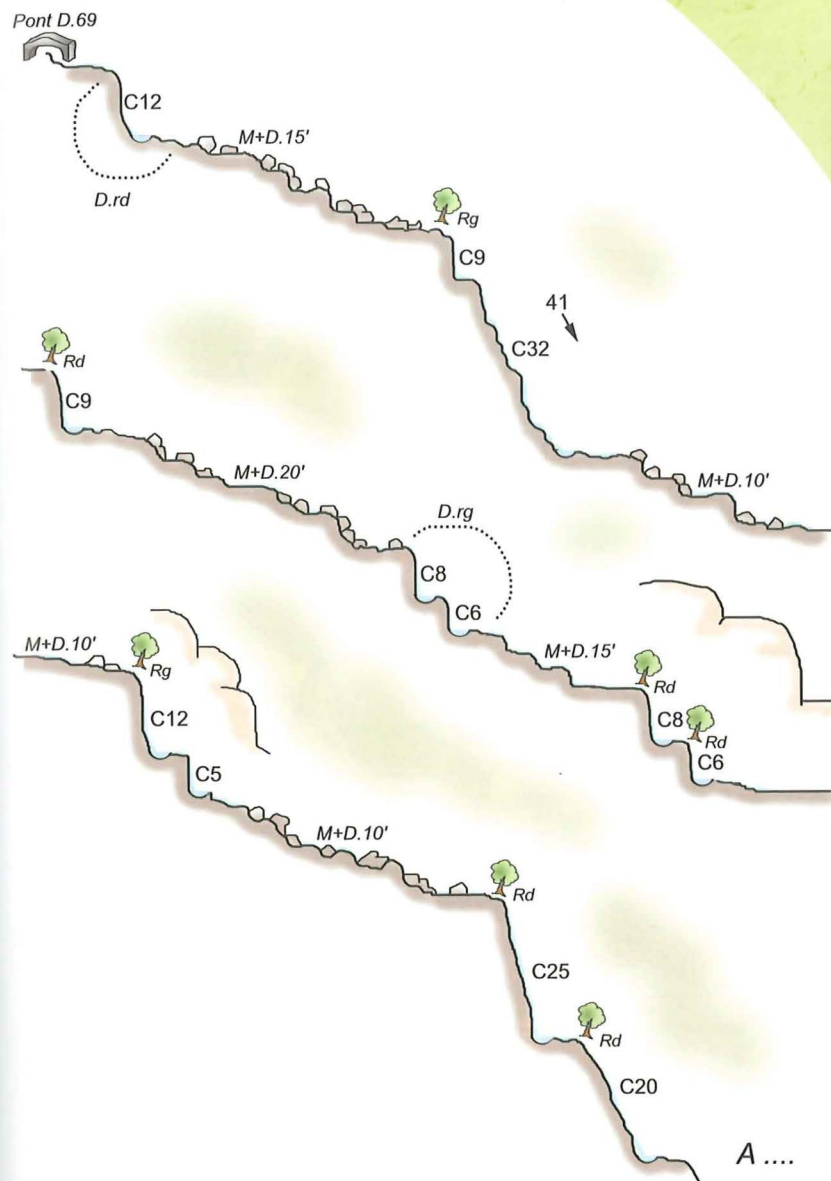 Pont D.69
C12
M+D.15'
D.rd
Rg
C9
41
C32
M+D.10'
Rd
C9
M+D.20'
D.rg
C8
C6
M+D.15'
Rd
C8
Rd
C6
M+D.10'
Rg
C12
C5
M+D.10'
Rd
C25
Rd
C20
A ....